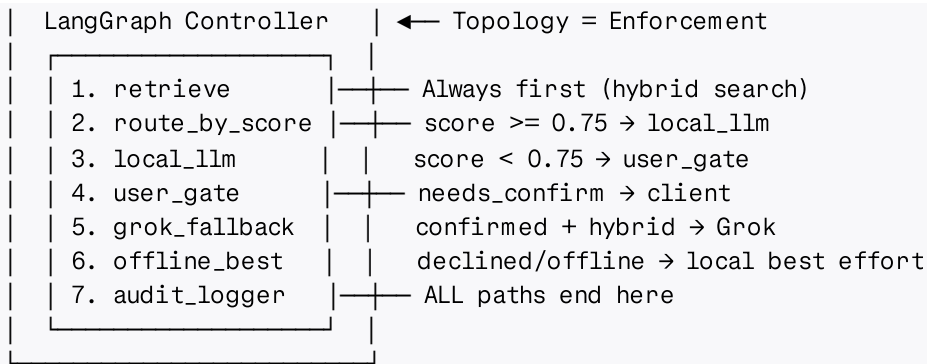 LangGraph Controller ◄── Topology = Enforcement
1. retrieve Always first (hybrid search)
2. route_by_score score >= 0.75 → local_llm
3. local_llm score < 0.75 → user_gate
4. user_gate needs_confirm → client
5. grok_fallback confirmed + hybrid → Grok
6. offline_best declined/offline → local best effort
7. audit_logger ALL paths end here